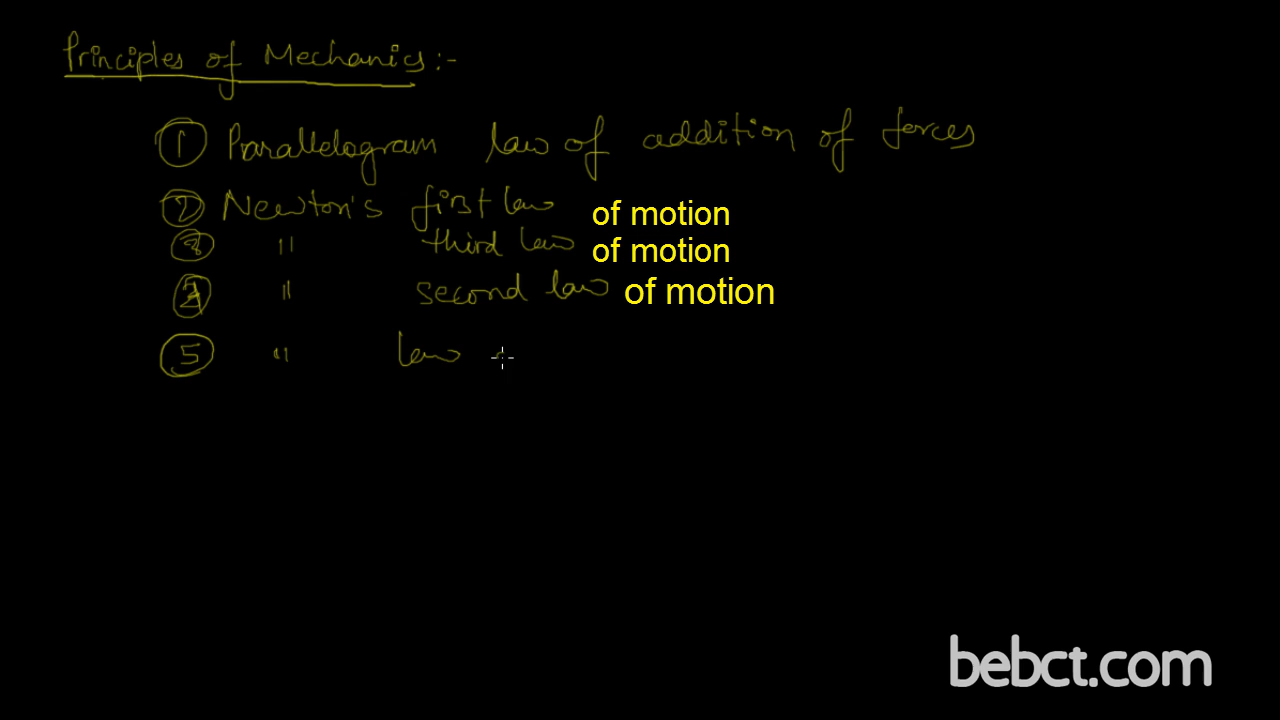 Principles of Mechanics:-
① Parallelogram law of addition of forces
② Newton's first law of motion
③ " third law of motion
" second law of motion
⑤ " law
bebct.com